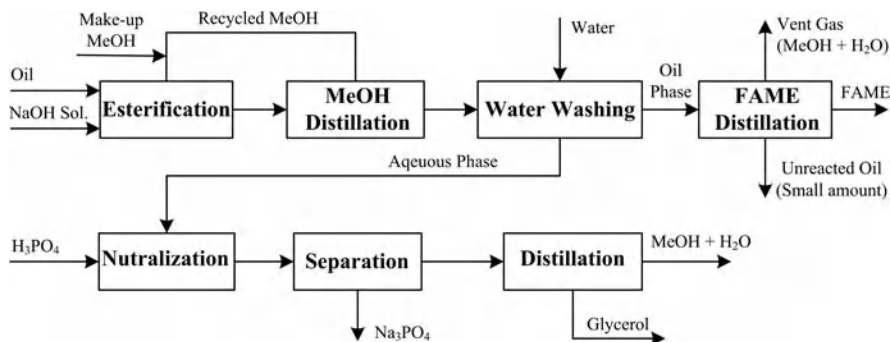 Make-up
MeOH
Recycled MeOH
Oil
NaOH Sol.
Esterification
MeOH
Distillation
Water
Water Washing
Oil
Phase
Vent Gas
(MeOH + H₂O)
FAME
Distillation
FAME
Unreacted Oil
(Small amount)
Aqeuous Phase
H₃PO₄
Nutralization
Separation
Na₃PO₄
Distillation
MeOH + H₂O
Glycerol